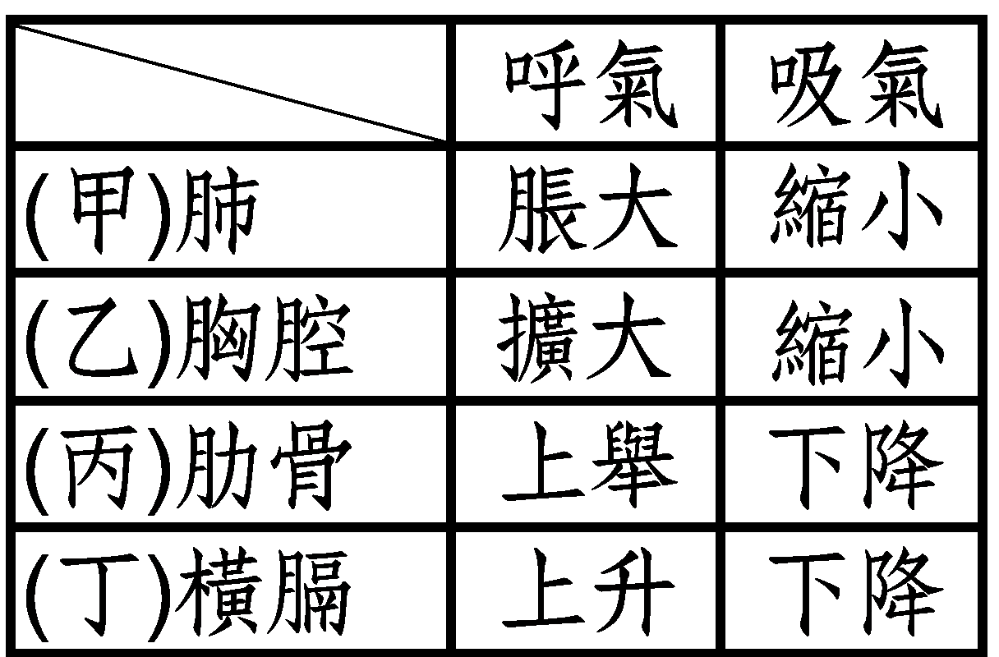 呼氣 吸氣
(甲)肺 脹大 縮小
(乙)胸腔 擴大 縮小
(丙)肋骨 上舉 下降
(丁)橫膈 上升 下降